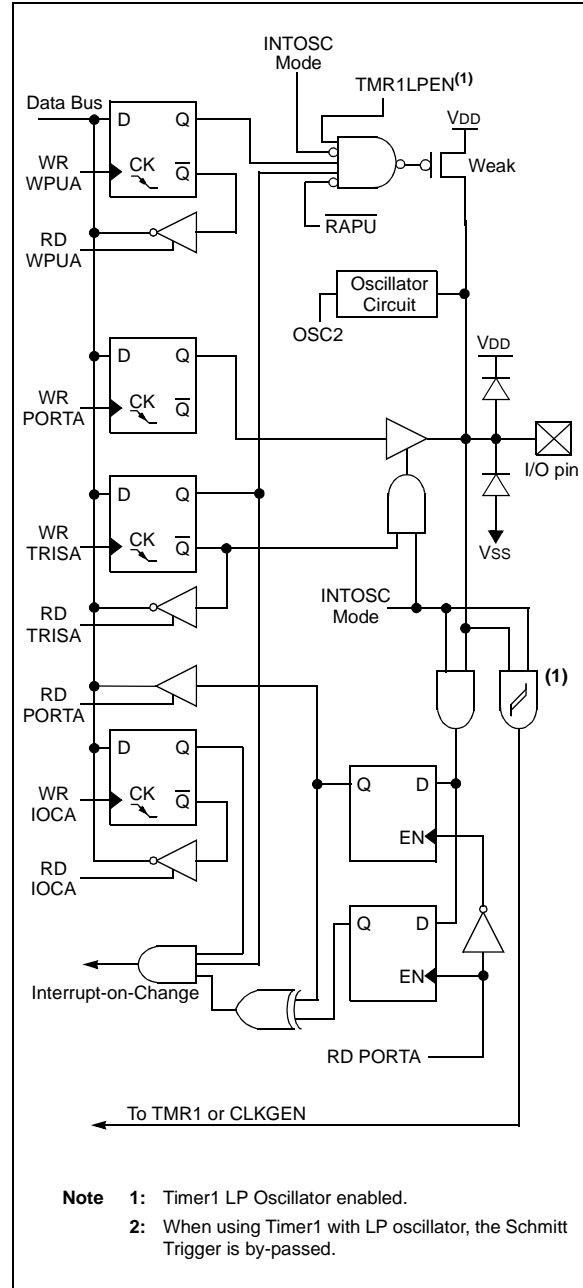 INTOSC
Mode
TMR1LPEN(1)
Data Bus
D Q
VDD
WR
WPUA
CK Q
Weak
RD
WPUA
RAPU
Oscillator
Circuit
OSC2
VDD
D Q
WR
PORTA
CK Q
I/O pin
D Q
WR
TRISA
CK Q
VSS
RD
TRISA
INTOSC
Mode
(1)
RD
PORTA
D Q
Q D
WR
IOCA
CK Q
EN
RD
IOCA
Q D
EN
Interrupt-on-Change
RD PORTA
To TMR1 or CLKGEN
Note 1: Timer1 LP Oscillator enabled.
2: When using Timer1 with LP oscillator, the Schmitt
Trigger is by-passed.